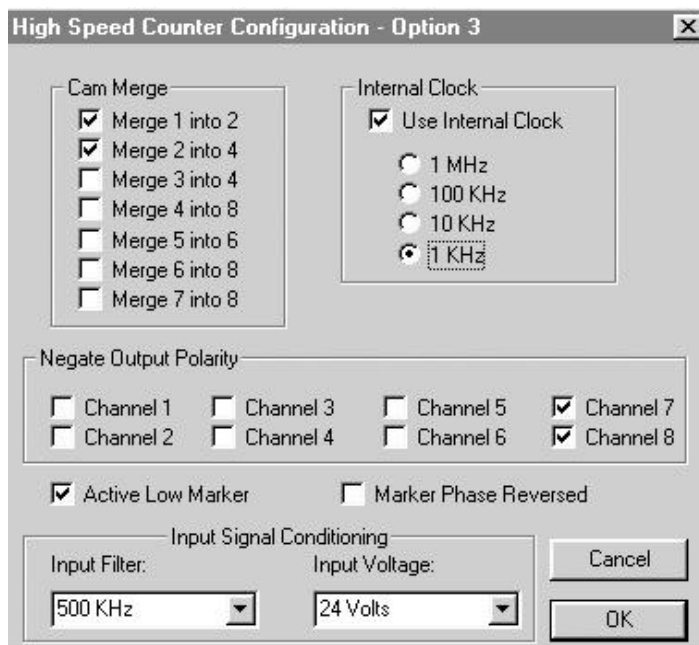 High Speed Counter Configuration - Option 3
Cam Merge
Merge 1 into 2
Merge 2 into 4
Merge 3 into 4
Merge 4 into 8
Merge 5 into 6
Merge 6 into 8
Merge 7 into 8
Internal Clock
Use Internal Clock
1 MHz
100 KHz
10 KHz
1 KHz
Negate Output Polarity
Channel 1 Channel 3 Channel 5 Channel 7
Channel 2 Channel 4 Channel 6 Channel 8
Active Low Marker Marker Phase Reversed
Input Signal Conditioning
Input Filter: Input Voltage:
500 KHz 24 Volts
Cancel
OK